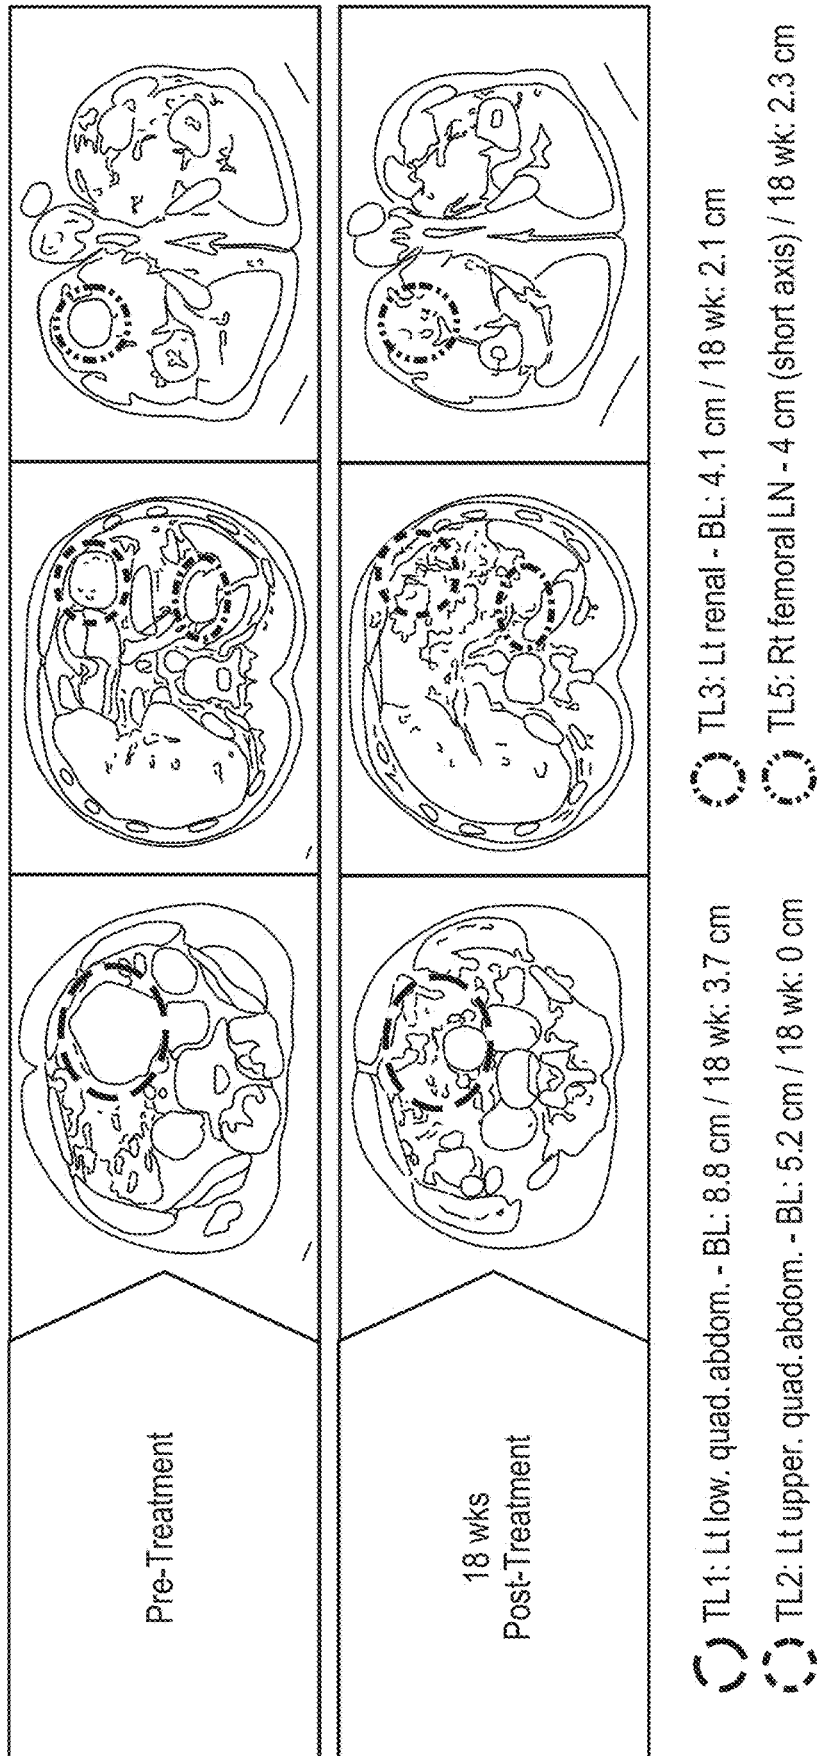 Pre-Treatment
18 wks
Post-Treatment
TL1: Lt low. quad. abdom. - BL: 8.8 cm / 18 wk: 3.7 cm
TL2: Lt upper. quad. abdom. - BL: 5.2 cm / 18 wk: 0 cm
TL3: Lt renal - BL: 4.1 cm / 18 wk: 2.1 cm
TL5: Rt femoral LN - 4 cm (short axis) / 18 wk: 2.3 cm